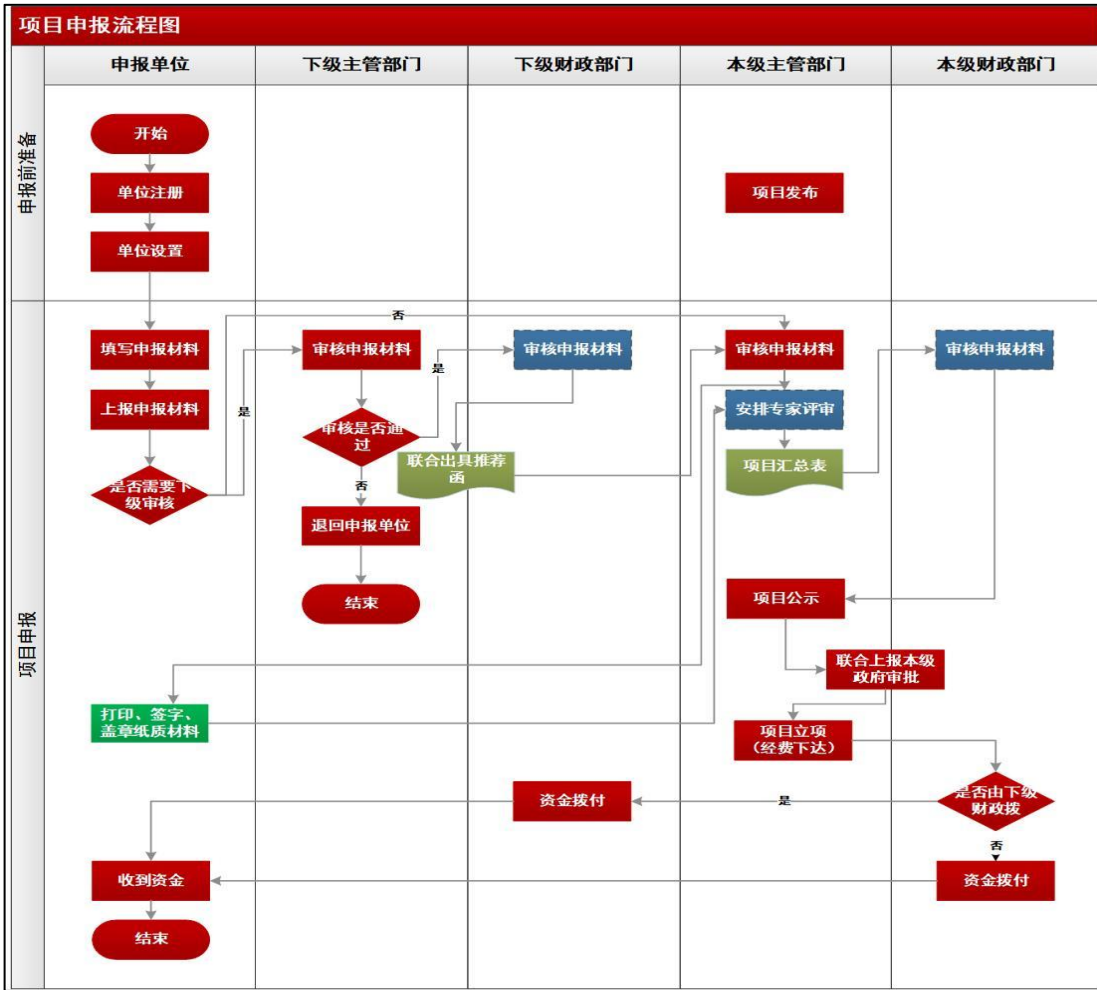 项目申报流程图
申报单位
下级主管部门
下级财政部门
本级主管部门
本级财政部门
申报前准备
开始
单位注册
项目发布
单位设置
项目申报
否
填写申报材料
审核申报材料
是
审核申报材料
审核申报材料
审核申报材料
上报申报材料
是
审核是否通
过
安排专家评审
联合出具推荐
函
项目汇总表
是否需要下
级审核
否
退回申报单位
结束
项目公示
联合上报本级
政府审批
打印、签字、
盖章纸质材料
项目立项
（经费下达）
资金拨付
是
是否由下级
财政拨
否
收到资金
资金拨付
结束